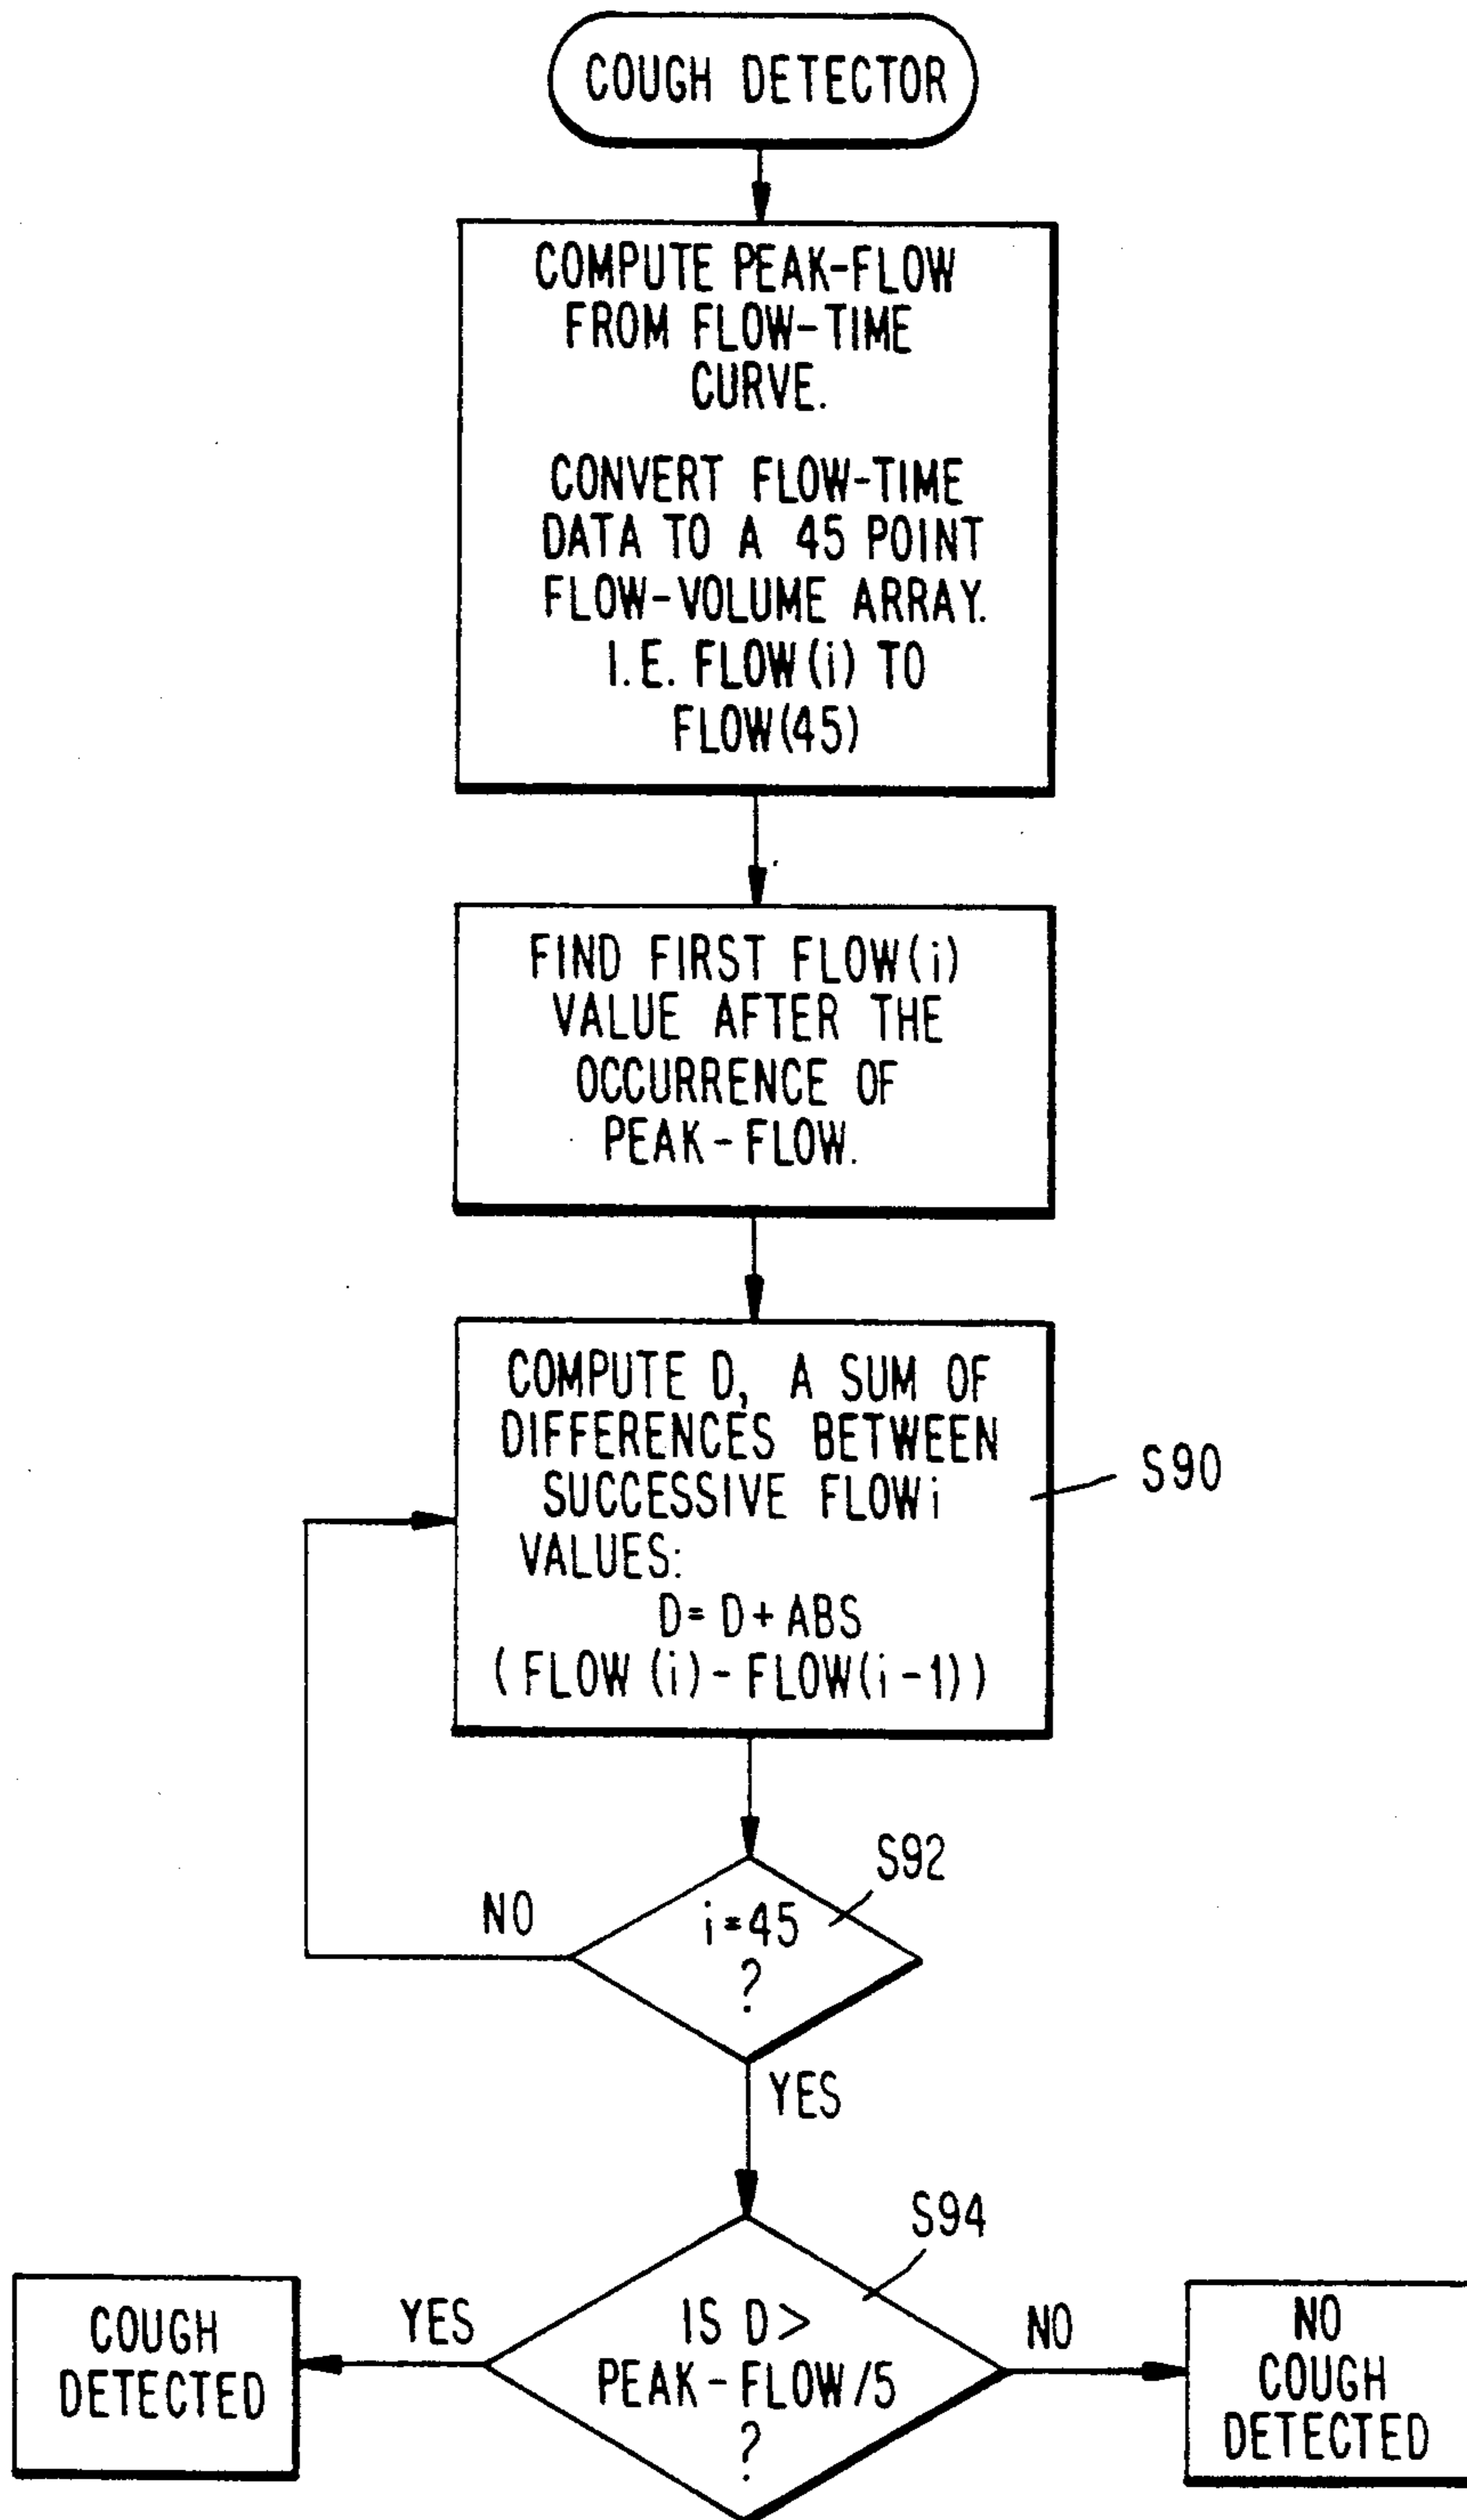 COUGH DETECTOR
COMPUTE PEAK-FLOW
FROM FLOW-TIME
CURVE.
CONVERT FLOW-TIME
DATA TO A 45 POINT
FLOW-VOLUME ARRAY.
I.E. FLOW(i) TO
FLOW(45)
FIND FIRST FLOW(i)
VALUE AFTER THE
OCCURRENCE OF
PEAK-FLOW.
COMPUTE D, A SUM OF
DIFFERENCES BETWEEN
SUCCESSIVE FLOWi
VALUES:
D=D+ABS
(FLOW(i)-FLOW(i-1))
S90
S92
i=45
?
NO
YES
S94
IS D>
PEAK-FLOW/5
?
YES
NO
COUGH
DETECTED
NO
COUGH
DETECTED